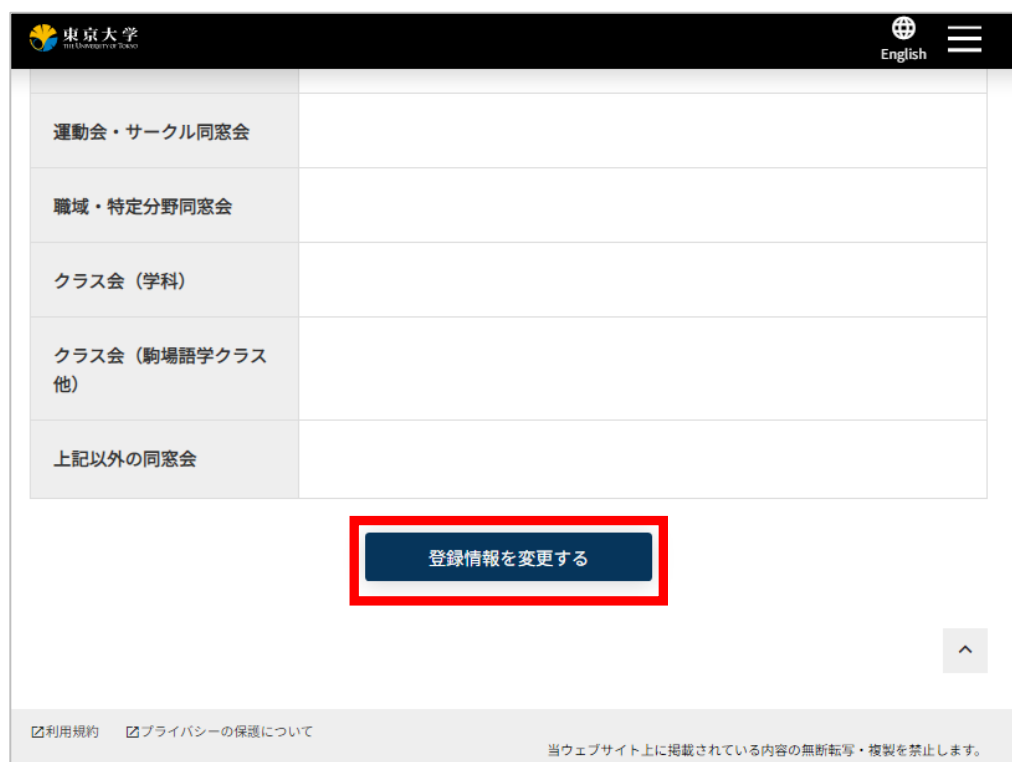 東京大学
THE UNIVERSITY OF TOKYO
English
運動会・サークル同窓会
職域・特定分野同窓会
クラス会（学科）
クラス会（駒場語学クラス
他）
上記以外の同窓会
登録情報を変更する
利用規約
プライバシーの保護について
当ウェブサイト上に掲載されている内容の無断転写・複製を禁止します。